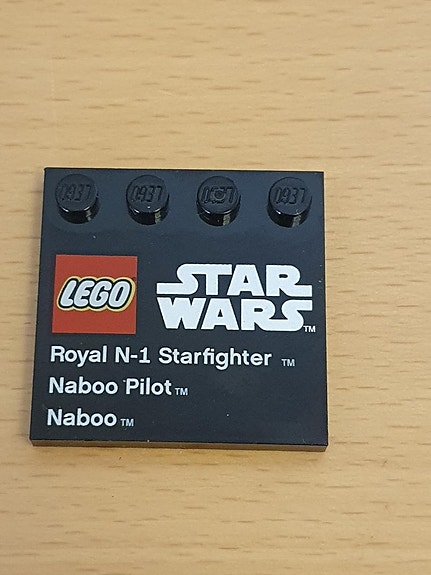 LEGO
STAR
WARS™
Royal N-1 Starfighter ™
Naboo Pilot™
Naboo™